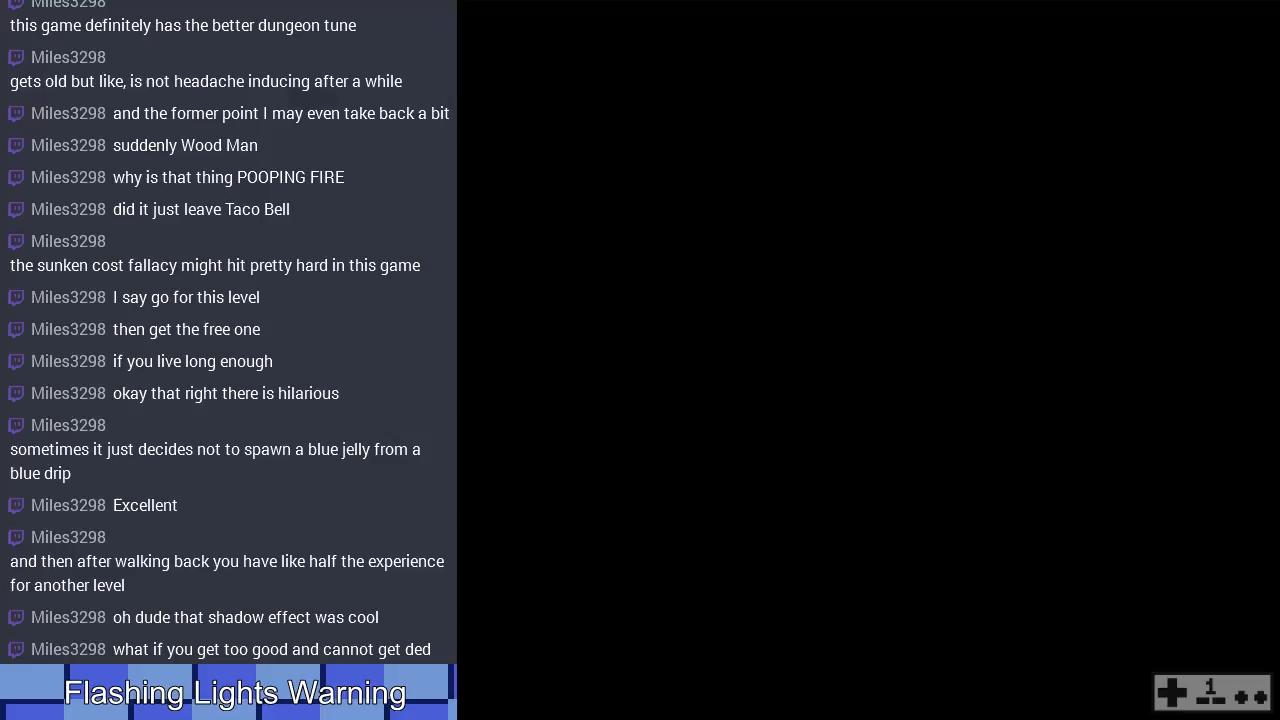 Miles3298
this game definitely has the better dungeon tune
Miles3298
gets old but like, is not headache inducing after a while
Miles3298 and the former point I may even take back a bit
Miles3298 suddenly Wood Man
Miles3298 why is that thing POOPING FIRE
Miles3298 did it just leave Taco Bell
Miles3298
the sunken cost fallacy might hit pretty hard in this game
Miles3298 I say go for this level
Miles3298 then get the free one
Miles3298 if you live long enough
Miles3298 okay that right there is hilarious
Miles3298
sometimes it just decides not to spawn a blue jelly from a
blue drip
Miles3298 Excellent
Miles3298
and then after walking back you have like half the experience
for another level
Miles3298 oh dude that shadow effect was cool
Miles3298 what if you get too good and cannot get ded
Flashing Lights Warning
1